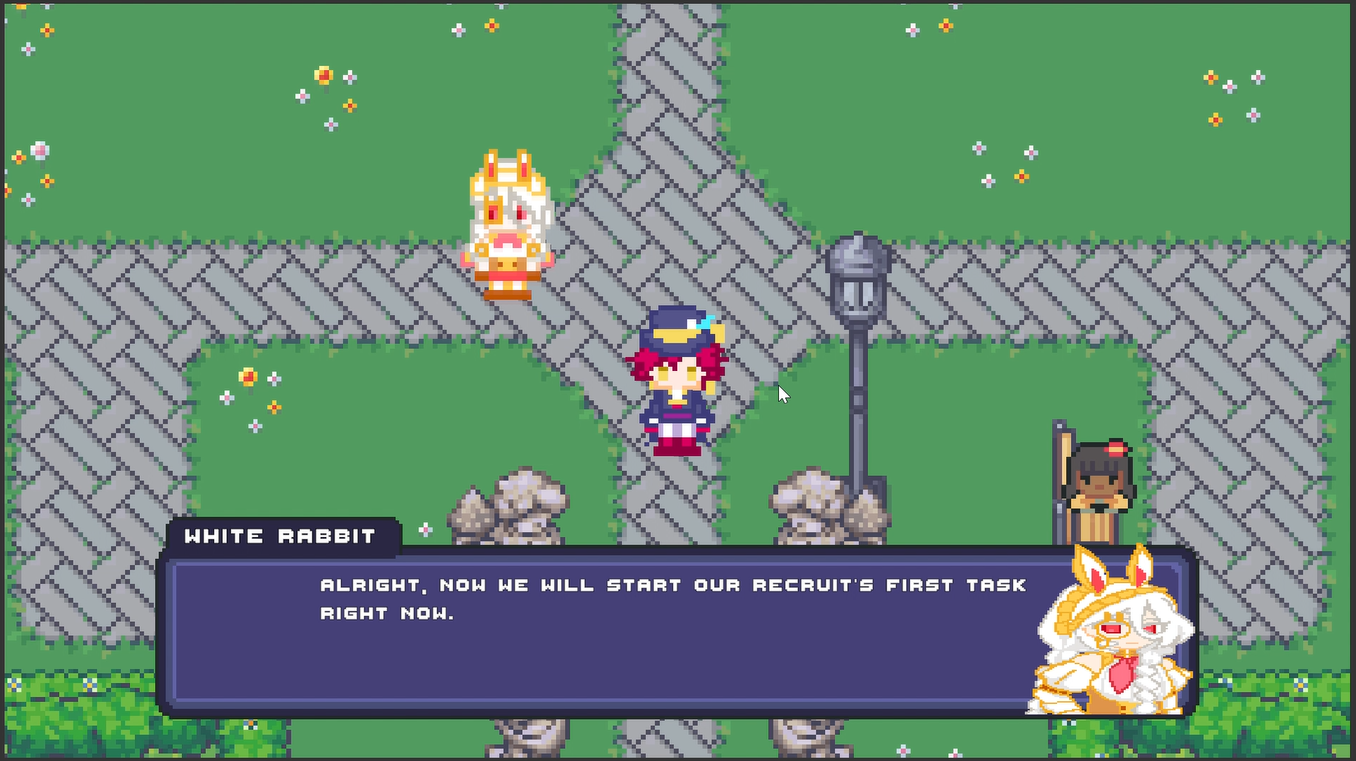 WHITE RABBIT
ALRIGHT, NOW WE WILL START OUR RECRUIT'S FIRST TASK
RIGHT NOW.